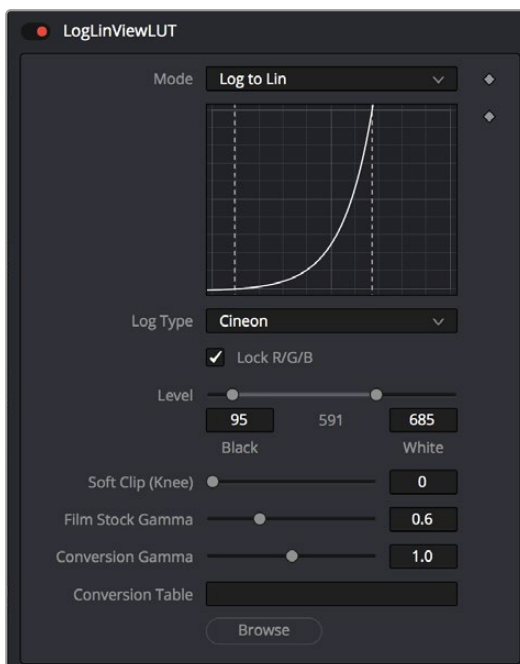 LogLinViewLUT
Mode Log to Lin
Log Type Cineon
Lock R/G/B
Level
95 591 685
Black White
Soft Clip (Knee) 0
Film Stock Gamma 0.6
Conversion Gamma 1.0
Conversion Table
Browse